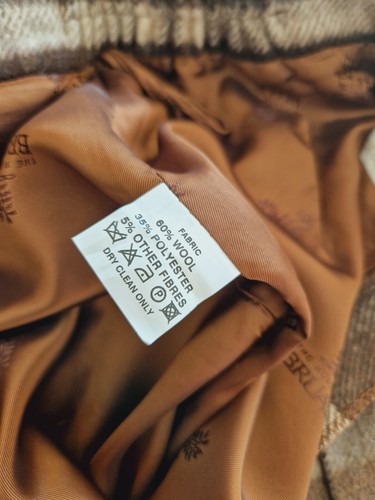 FABRIC
60% WOOL
35% POLYESTER
5% OTHER FIBRES
P
DRY CLEAN ONLY